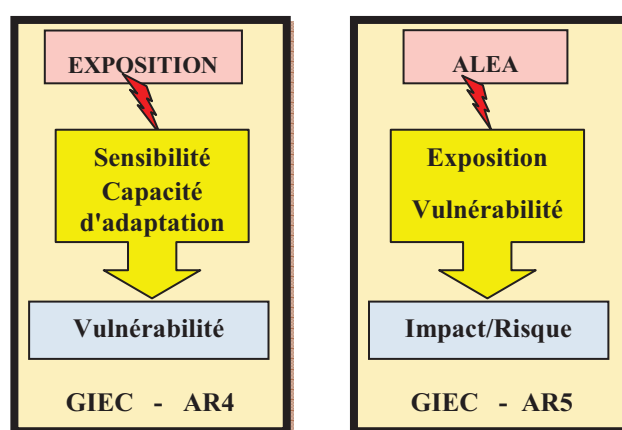 EXPOSITION
Sensibilité
Capacité
d'adaptation
Vulnérabilité
GIEC - AR4
ALEA
Exposition
Vulnérabilité
Impact/Risque
GIEC - AR5